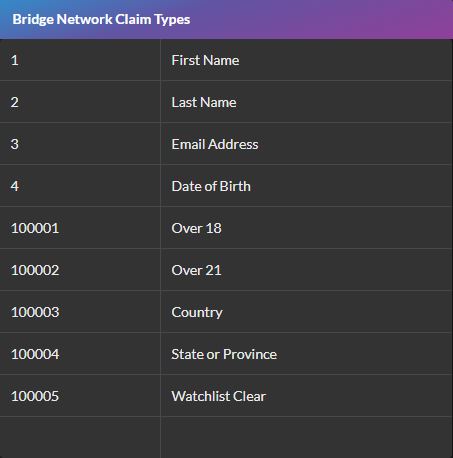 Bridge Network Claim Types
1 First Name
2 Last Name
3 Email Address
4 Date of Birth
100001 Over 18
100002 Over 21
100003 Country
100004 State or Province
100005 Watchlist Clear